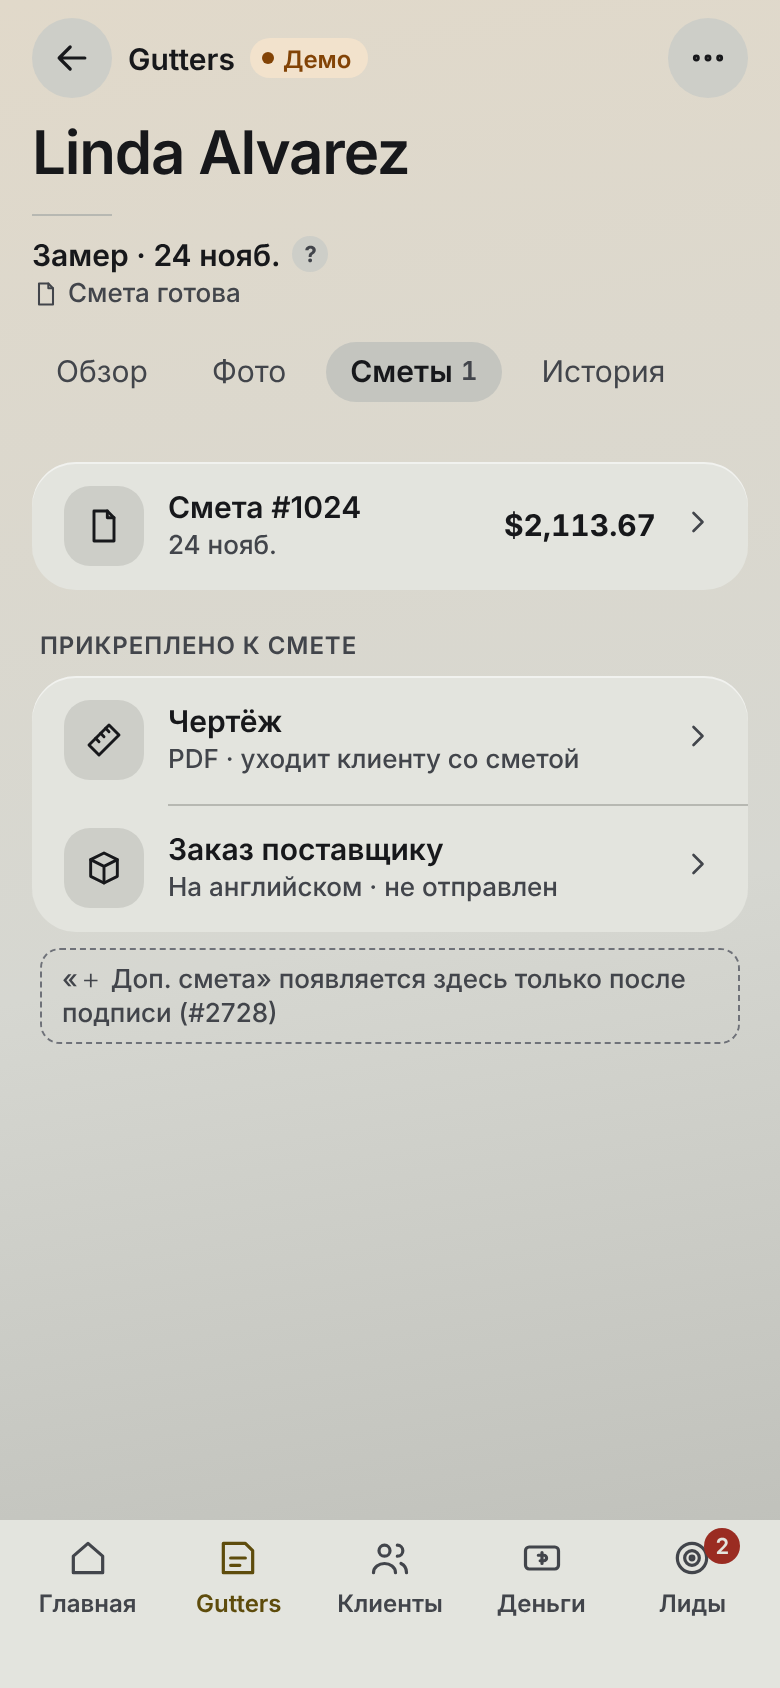 Gutters
Демо
Linda Alvarez
Замер · 24 нояб. ?
Смета готова
Обзор Фото Сметы 1 История
Смета #1024
24 нояб.
$2,113.67
ПРИКРЕПЛЕНО К СМЕТЕ
Чертёж
PDF · уходит клиенту со сметой
Заказ поставщику
На английском · не отправлен
«+ Доп. смета» появляется здесь только после
подписи (#2728)
2
Главная Gutters Клиенты Деньги Лиды